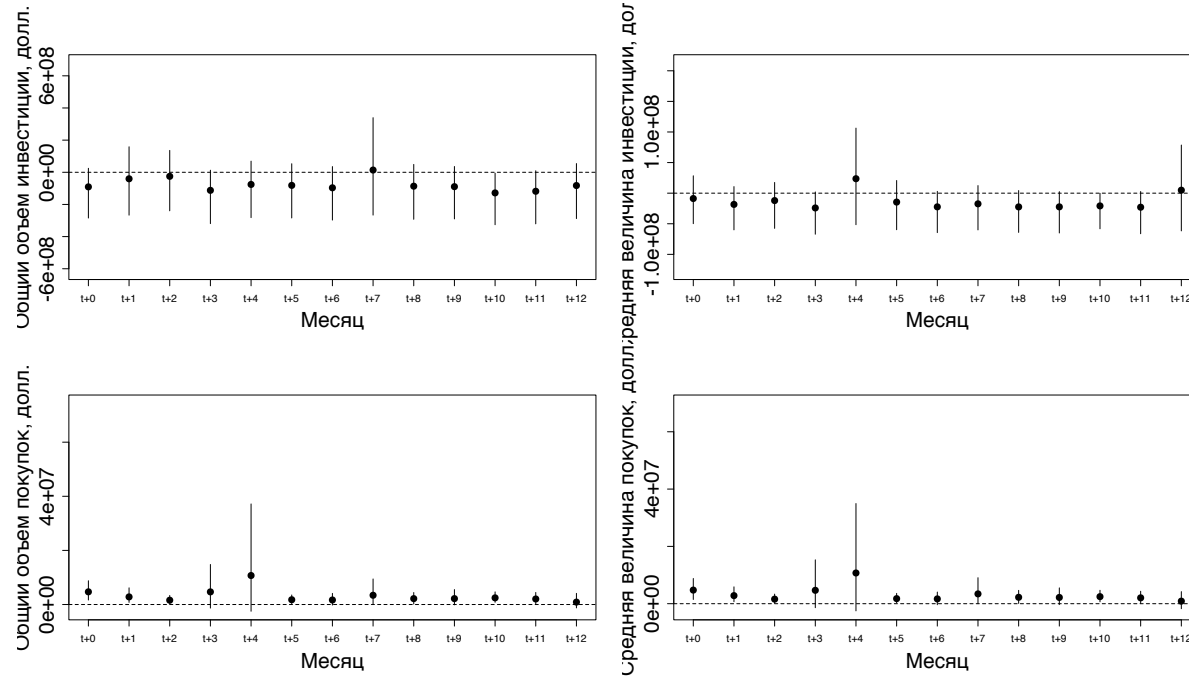 Общий объем инвестиций, долл.
6e+08
0e+00
-6e+08
t+0 t+1 t+2 t+3 t+4 t+5 t+6 t+7 t+8 t+9 t+10 t+11 t+12
Месяц
редняя величина инвестиций, дол
1.0e+08
-1.0e+08
t+0 t+1 t+2 t+3 t+4 t+5 t+6 t+7 t+8 t+9 t+10 t+11 t+12
Месяц
Общий объем покупок, долл.
4e+07
0e+00
t+0 t+1 t+2 t+3 t+4 t+5 t+6 t+7 t+8 t+9 t+10 t+11 t+12
Месяц
Средняя величина покупок, долл.
4e+07
0e+00
t+0 t+1 t+2 t+3 t+4 t+5 t+6 t+7 t+8 t+9 t+10 t+11 t+12
Месяц